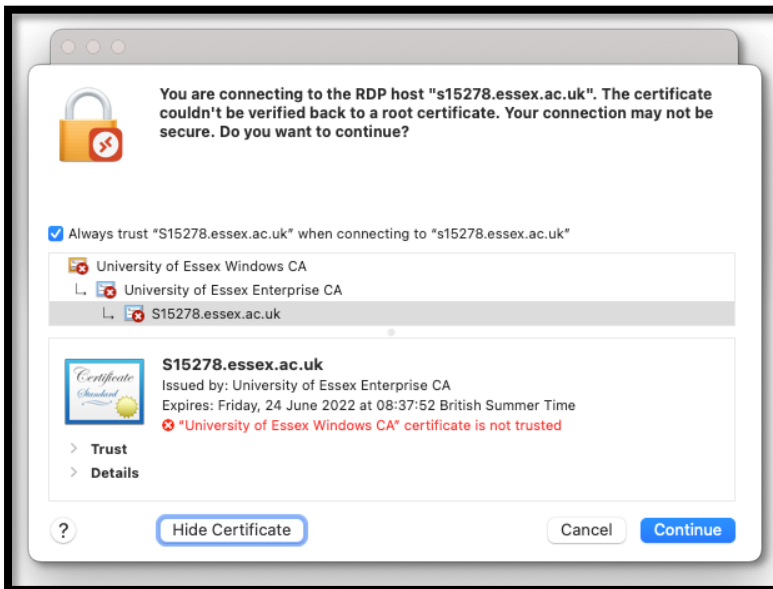 You are connecting to the RDP host "s15278.essex.ac.uk". The certificate
couldn't be verified back to a root certificate. Your connection may not be
secure. Do you want to continue?
Always trust “S15278.essex.ac.uk” when connecting to “s15278.essex.ac.uk”
University of Essex Windows CA
University of Essex Enterprise CA
S15278.essex.ac.uk
Certificate
Standard
S15278.essex.ac.uk
Issued by: University of Essex Enterprise CA
Expires: Friday, 24 June 2022 at 08:37:52 British Summer Time
“University of Essex Windows CA” certificate is not trusted
Trust
Details
?
Hide Certificate
Cancel
Continue